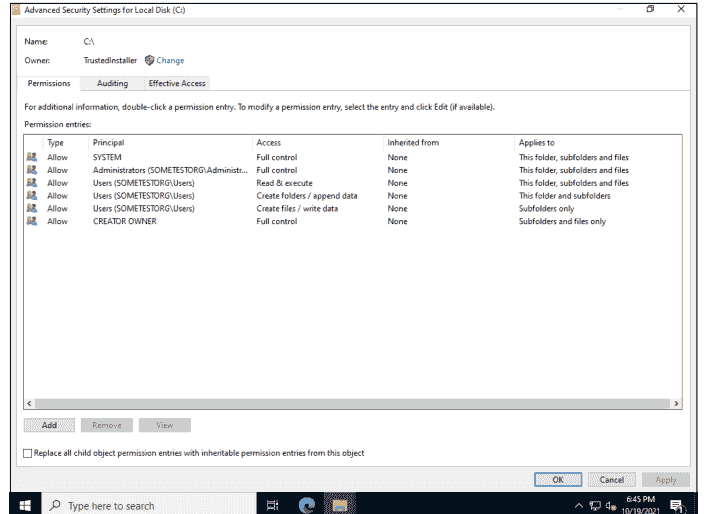 Advanced Security Settings for Local Disk (C:)
Name: C:\
Owner: TrustedInstaller Change
Permissions Auditing Effective Access
For additional information, double-click a permission entry. To modify a permission entry, select the entry and click Edit (if available).
Permission entries:
Type Principal Access Inherited from Applies to
Allow SYSTEM Full control None This folder, subfolders and files
Allow Administrators (SOMETESTORG\Administr... Full control None This folder, subfolders and files
Allow Users (SOMETESTORG\Users) Read & execute None This folder, subfolders and files
Allow Users (SOMETESTORG\Users) Create folders / append data None This folder and subfolders
Allow Users (SOMETESTORG\Users) Create files / write data None Subfolders only
Allow CREATOR OWNER Full control None Subfolders and files only
Add Remove View
Replace all child object permission entries with inheritable permission entries from this object
OK Cancel Apply
Type here to search
6:45 PM
10/19/2021